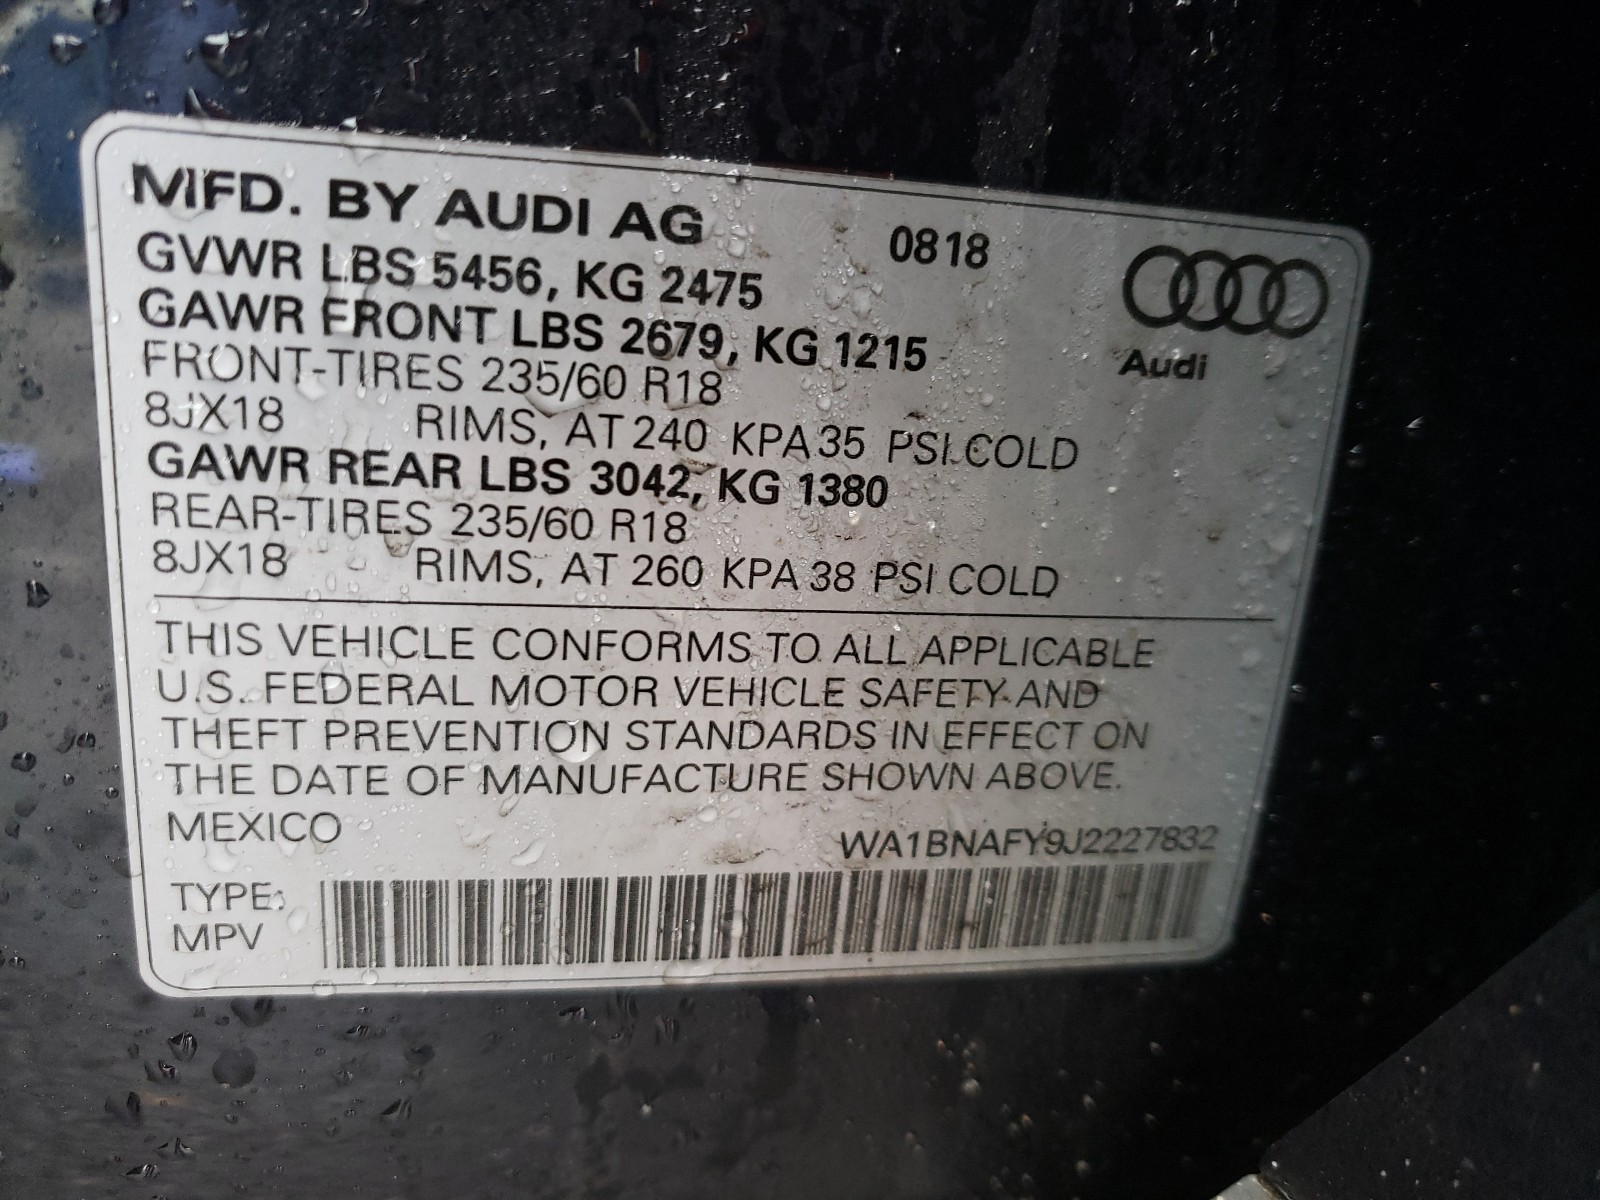 MFD. BY AUDI AG 0818
GVWR LBS 5456, KG 2475
GAWR FRONT LBS 2679, KG 1215
Audi
FRONT-TIRES 235/60 R18
8JX18 RIMS, AT 240 KPA 35 PSI COLD
GAWR REAR LBS 3042, KG 1380
REAR-TIRES 235/60 R18
8JX18 RIMS, AT 260 KPA 38 PSI COLD
THIS VEHICLE CONFORMS TO ALL APPLICABLE
U.S. FEDERAL MOTOR VEHICLE SAFETY AND
THEFT PREVENTION STANDARDS IN EFFECT ON
THE DATE OF MANUFACTURE SHOWN ABOVE.
MEXICO WA1BNAFY9J2227832
TYPE:
MPV